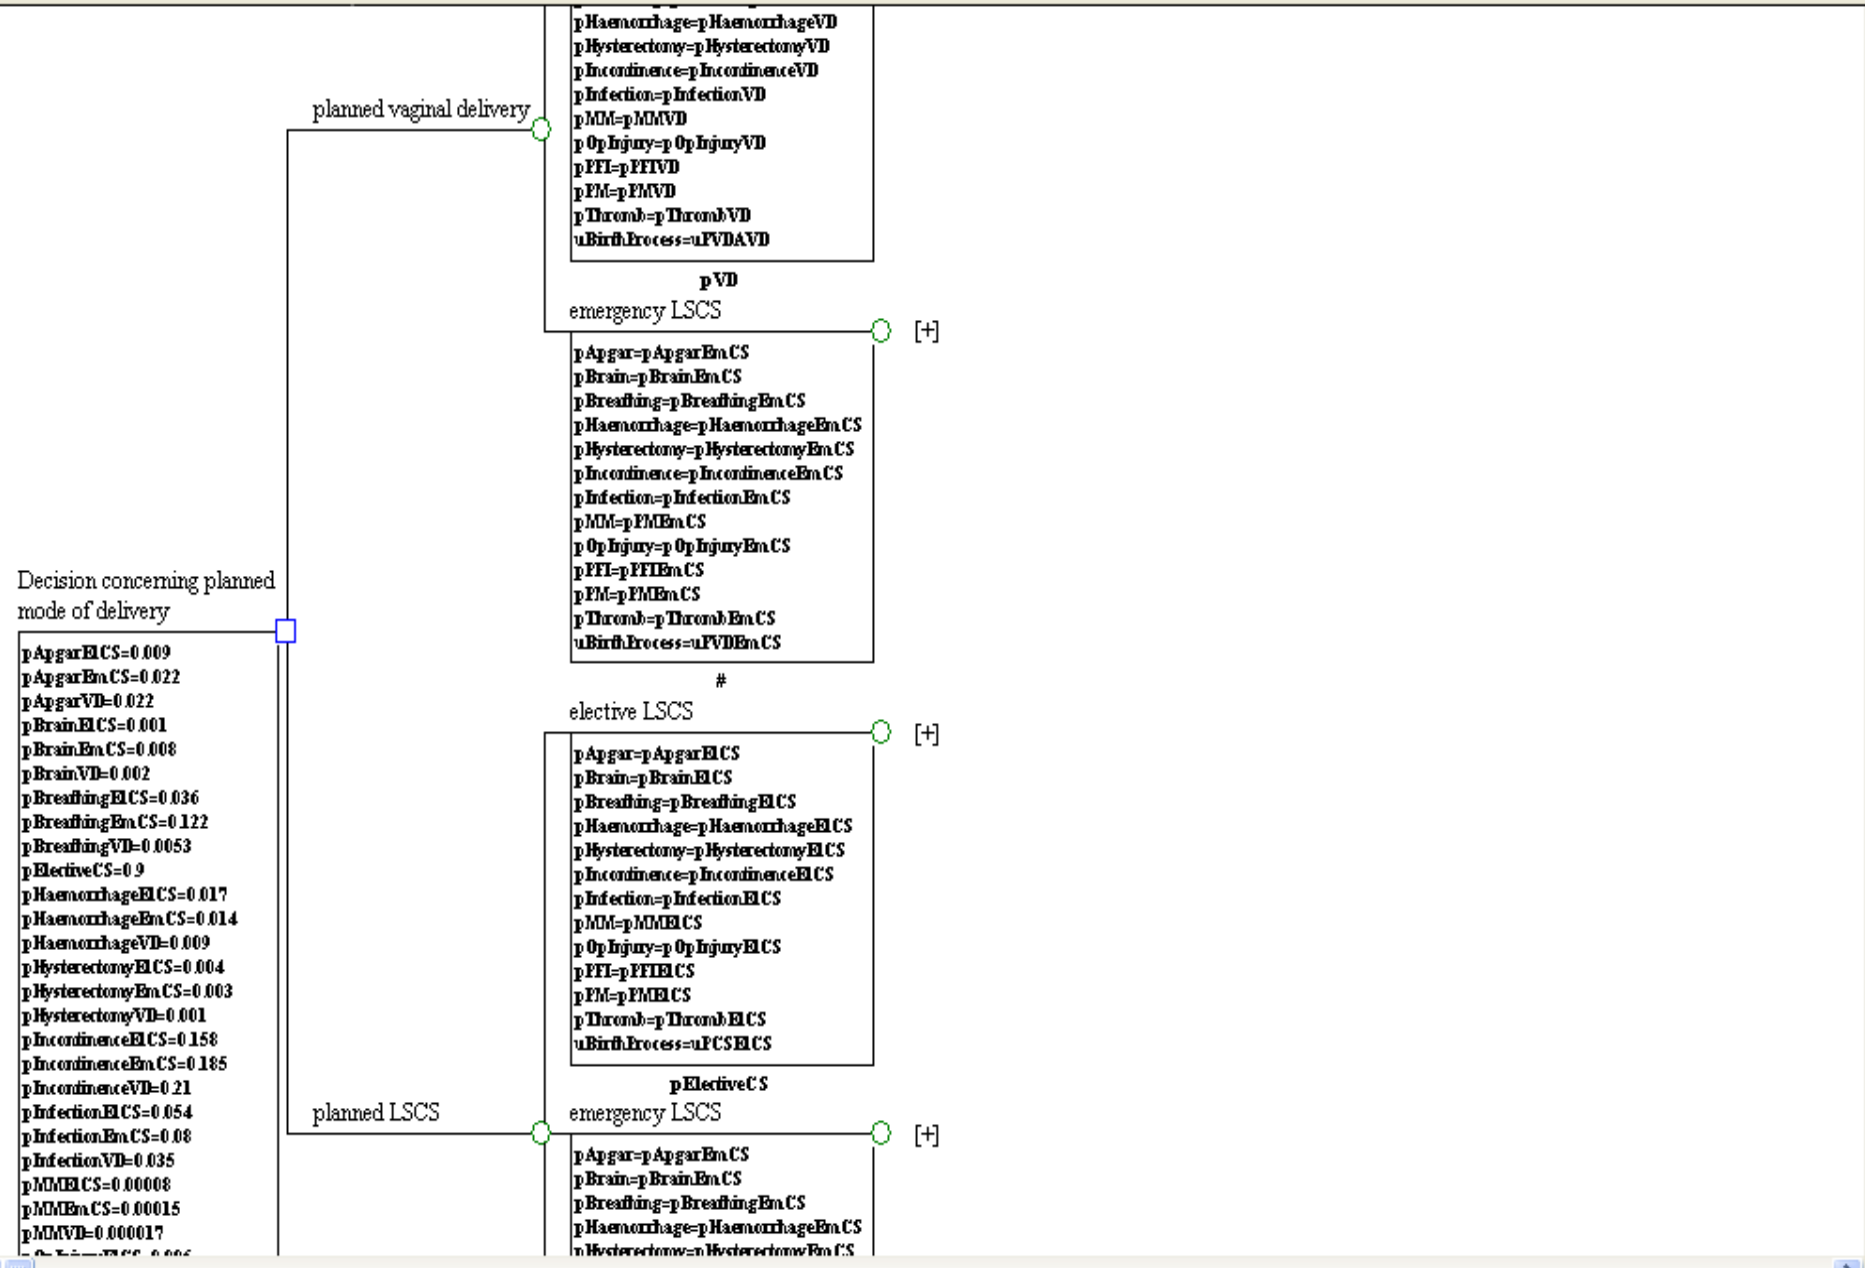 pHaemorrhage=pHaemorrhageVD
pHysterectomy=pHysterectomyVD
pIncontinence=pIncontinenceVD
pInfection=pInfectionVD
pMM=pMMVD
pOpInjury=pOpInjuryVD
pPFI=pPFIVD
pPM=pPMVD
pThromb=pThrombVD
uBirthProcess=uPVDAVD
planned vaginal delivery
pVD
emergency LSCS
[+]
pApgar=pApgarEmCS
pBrain=pBrainEmCS
pBreathing=pBreathingEmCS
pHaemorrhage=pHaemorrhageEmCS
pHysterectomy=pHysterectomyEmCS
pIncontinence=pIncontinenceEmCS
pInfection=pInfectionEmCS
pMM=pPMEmCS
pOpInjury=pOpInjuryEmCS
pPFI=pPFIEmCS
pPM=pPMEmCS
pThromb=pThrombEmCS
uBirthProcess=uPVDEmCS
#
Decision concerning planned
mode of delivery
pApgarElCS=0.009
pApgarEmCS=0.022
pApgarVD=0.022
pBrainElCS=0.001
pBrainEmCS=0.008
pBrainVD=0.002
pBreathingElCS=0.036
pBreathingEmCS=0.122
pBreathingVD=0.0053
pElectiveCS=0.9
pHaemorrhageElCS=0.017
pHaemorrhageEmCS=0.014
pHaemorrhageVD=0.009
pHysterectomyElCS=0.004
pHysterectomyEmCS=0.003
pHysterectomyVD=0.001
pIncontinenceElCS=0.158
pIncontinenceEmCS=0.185
pIncontinenceVD=0.21
pInfectionElCS=0.054
pInfectionEmCS=0.08
pInfectionVD=0.035
pMMElCS=0.00008
pMMEmCS=0.00015
pMMVD=0.000017
elective LSCS
[+]
pApgar=pApgarElCS
pBrain=pBrainElCS
pBreathing=pBreathingElCS
pHaemorrhage=pHaemorrhageElCS
pHysterectomy=pHysterectomyElCS
pIncontinence=pIncontinenceElCS
pInfection=pInfectionElCS
pMM=pMMElCS
pOpInjury=pOpInjuryElCS
pPFI=pPFIElCS
pPM=pPMElCS
pThromb=pThrombElCS
uBirthProcess=uPCSElCS
pElectiveCS
planned LSCS
emergency LSCS
[+]
pApgar=pApgarEmCS
pBrain=pBrainEmCS
pBreathing=pBreathingEmCS
pHaemorrhage=pHaemorrhageEmCS
pHysterectomy=pHysterectomyEmCS